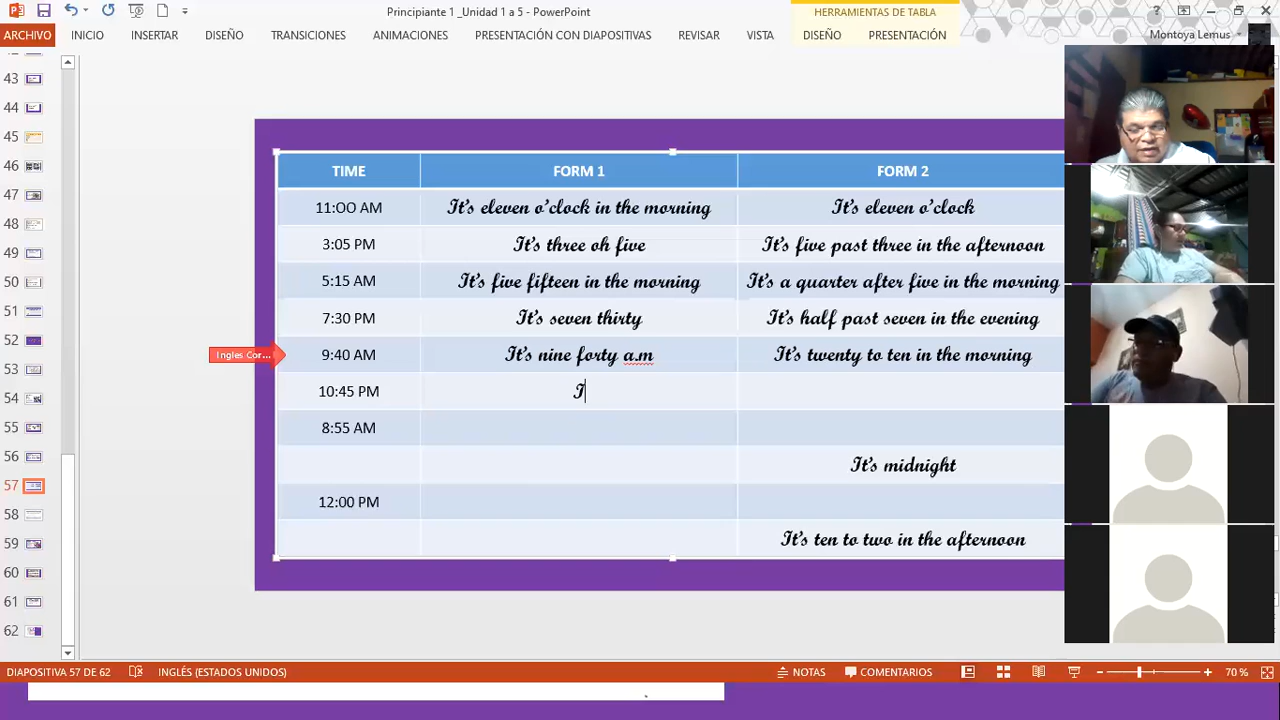 Principiante 1 _Unidad 1 a 5 - PowerPoint
HERRAMIENTAS DE TABLA
ARCHIVO INICIO INSERTAR DISEÑO TRANSICIONES ANIMACIONES PRESENTACIÓN CON DIAPOSITIVAS REVISAR VISTA DISEÑO PRESENTACIÓN Montoya Lemus
43
44
45
46
47
48
49
50
51
52
53
54
55
56
57
58
59
60
61
62
TIME FORM 1 FORM 2
11:OO AM It's eleven o'clock in the morning It's eleven o'clock
3:05 PM It's three oh five It's five past three in the afternoon
5:15 AM It's five fifteen in the morning It's a quarter after five in the morning
7:30 PM It's seven thirty It's half past seven in the evening
Ingles Cor...
9:40 AM It's nine forty a.m It's twenty to ten in the morning
10:45 PM I
8:55 AM
It's midnight
12:00 PM
It's ten to two in the afternoon
DIAPOSITIVA 57 DE 62 INGLÉS (ESTADOS UNIDOS) NOTAS COMENTARIOS 70 %